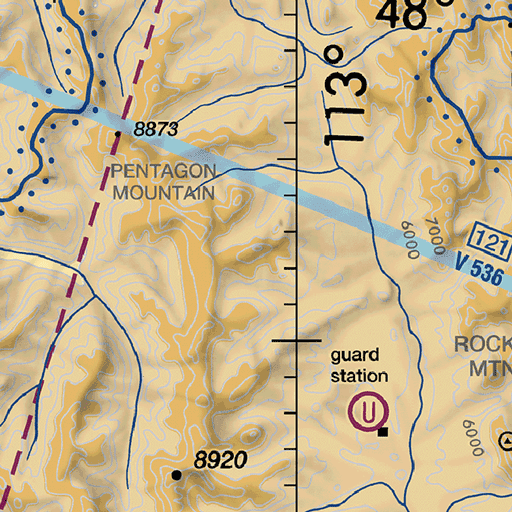 48°
113°
8873
PENTAGON
MOUNTAIN
6000
7000
121
V 536
guard
station
ROCK
MTN
U
6000
8920